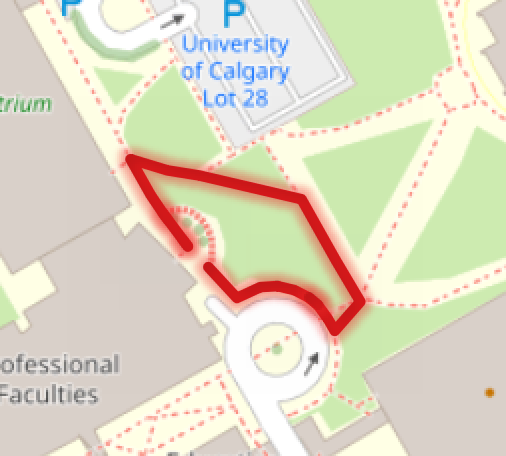 P
P
University
of Calgary
Lot 28
trium
ofessional
Faculties